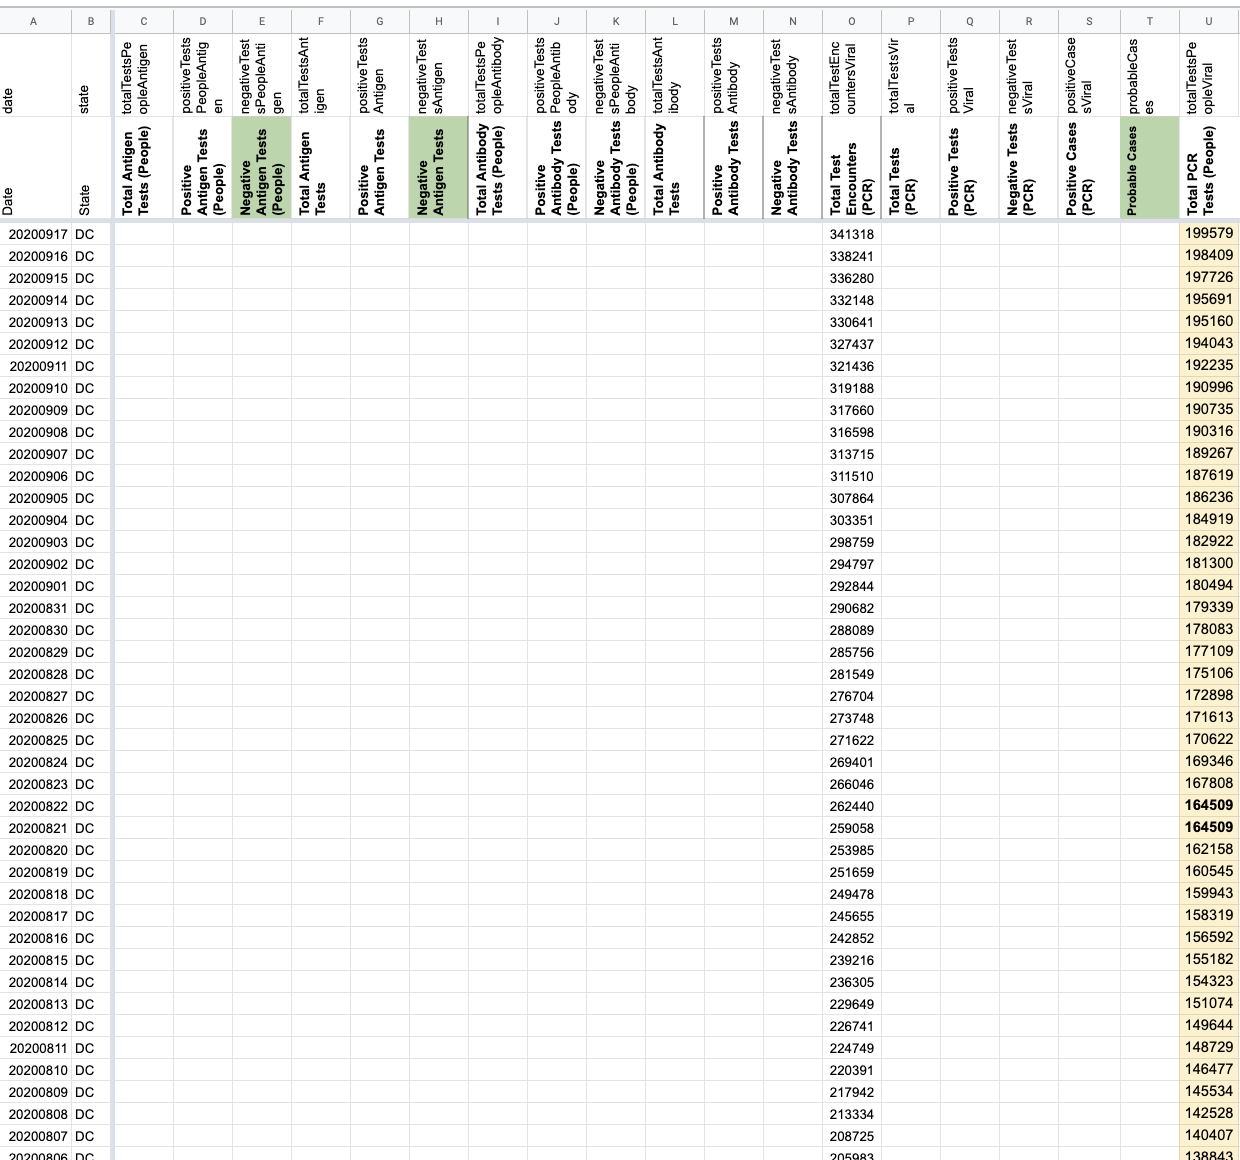 A B C D E F G H I J K L M N O P Q R S T U
date state totalTestsPeopleAntigen positiveTestsPeopleAntigen negativeTestsPeopleAntigen totalTestsAntigen positiveTestsAntigen negativeTestsAntigen totalTestsPeopleAntibody positiveTestsPeopleAntibody negativeTestsPeopleAntibody totalTestsAntibody positiveTestsAntibody negativeTestsAntibody totalTestEncountersViral totalTestsViral positiveTestsViral negativeTestsViral positiveCasesViral probableCases totalTestsPeopleViral
Date State Total Antigen Tests (People) Positive Antigen Tests (People) Negative Antigen Tests (People) Total Antigen Tests Positive Antigen Tests Negative Antigen Tests Total Antibody Tests (People) Positive Antibody Tests (People) Negative Antibody Tests (People) Total Antibody Tests Positive Antibody Tests Negative Antibody Tests Total Test Encounters (PCR) Total Tests (PCR) Positive Tests (PCR) Negative Tests (PCR) Positive Cases (PCR) Probable Cases Total PCR Tests (People)
20200917 DC 341318 199579
20200916 DC 338241 198409
20200915 DC 336280 197726
20200914 DC 332148 195691
20200913 DC 330641 195160
20200912 DC 327437 194043
20200911 DC 321436 192235
20200910 DC 319188 190996
20200909 DC 317660 190735
20200908 DC 316598 190316
20200907 DC 313715 189267
20200906 DC 311510 187619
20200905 DC 307864 186236
20200904 DC 303351 184919
20200903 DC 298759 182922
20200902 DC 294797 181300
20200901 DC 292844 180494
20200831 DC 290682 179339
20200830 DC 288089 178083
20200829 DC 285756 177109
20200828 DC 281549 175106
20200827 DC 276704 172898
20200826 DC 273748 171613
20200825 DC 271622 170622
20200824 DC 269401 169346
20200823 DC 266046 167808
20200822 DC 262440 164509
20200821 DC 259058 164509
20200820 DC 253985 162158
20200819 DC 251659 160545
20200818 DC 249478 159943
20200817 DC 245655 158319
20200816 DC 242852 156592
20200815 DC 239216 155182
20200814 DC 236305 154323
20200813 DC 229649 151074
20200812 DC 226741 149644
20200811 DC 224749 148729
20200810 DC 220391 146477
20200809 DC 217942 145534
20200808 DC 213334 142528
20200807 DC 208725 140407
20200806 DC 205983 138843